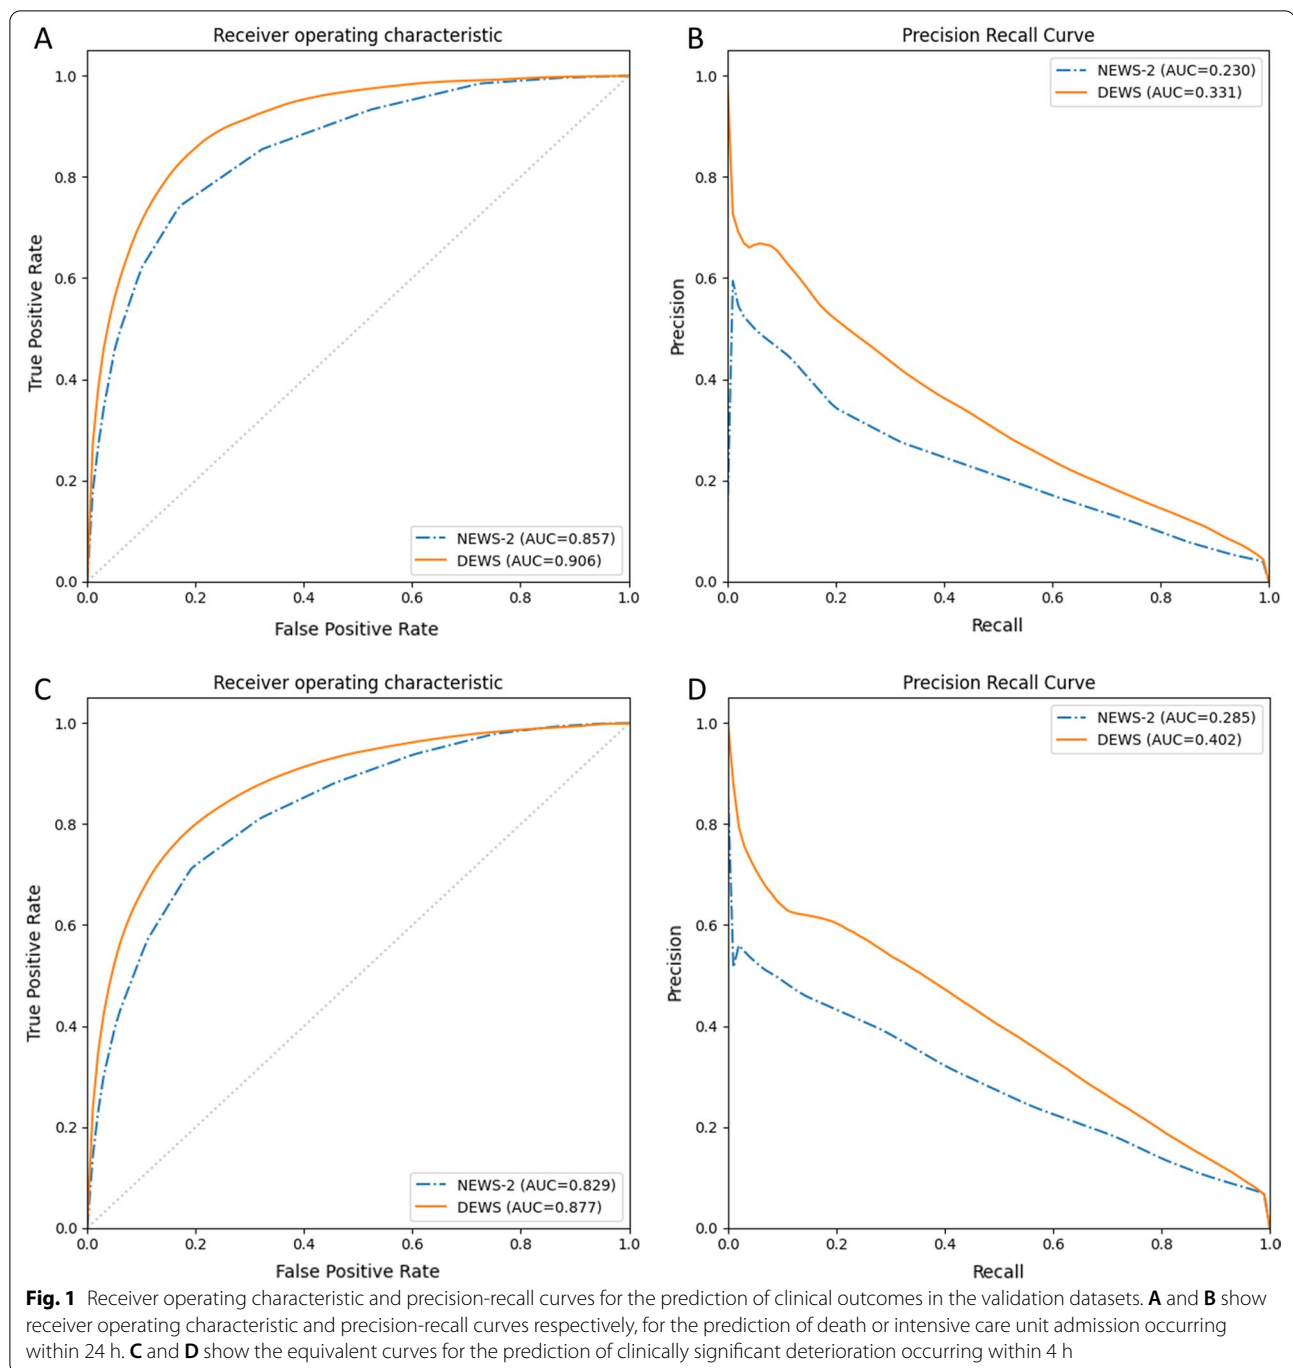 A
Receiver operating characteristic
True Positive Rate
1.0
0.8
0.6
0.4
0.2
0.0
NEWS-2 (AUC=0.857)
DEWS (AUC=0.906)
0.0 0.2 0.4 0.6 0.8 1.0
False Positive Rate
B
Precision Recall Curve
Precision
1.0
0.8
0.6
0.4
0.2
0.0
NEWS-2 (AUC=0.230)
DEWS (AUC=0.331)
0.0 0.2 0.4 0.6 0.8 1.0
Recall
C
Receiver operating characteristic
True Positive Rate
1.0
0.8
0.6
0.4
0.2
0.0
NEWS-2 (AUC=0.829)
DEWS (AUC=0.877)
0.0 0.2 0.4 0.6 0.8 1.0
False Positive Rate
D
Precision Recall Curve
Precision
1.0
0.8
0.6
0.4
0.2
0.0
NEWS-2 (AUC=0.285)
DEWS (AUC=0.402)
0.0 0.2 0.4 0.6 0.8 1.0
Recall
Fig. 1 Receiver operating characteristic and precision-recall curves for the prediction of clinical outcomes in the validation datasets. A and B show
receiver operating characteristic and precision-recall curves respectively, for the prediction of death or intensive care unit admission occurring
within 24 h. C and D show the equivalent curves for the prediction of clinically significant deterioration occurring within 4 h